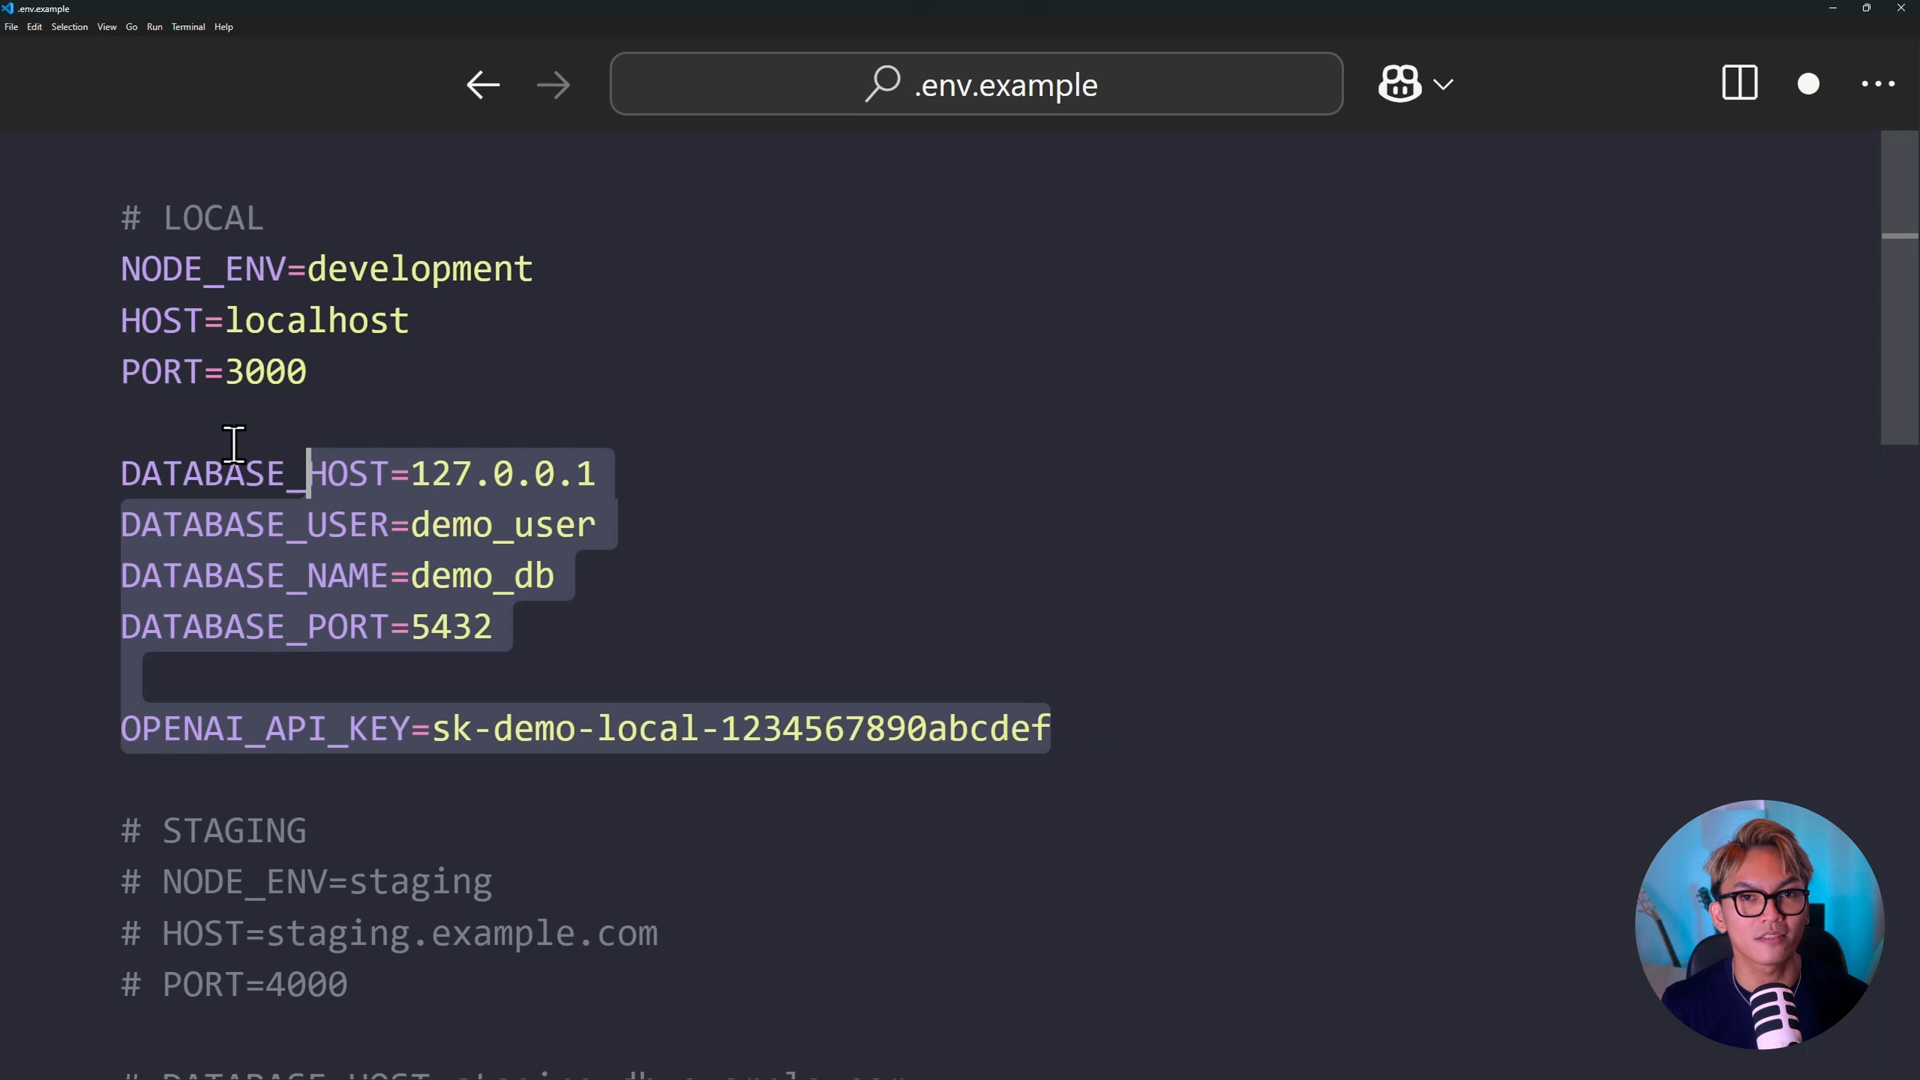 .env.example
File Edit Selection View Go Run Terminal Help
.env.example
# LOCAL
NODE_ENV=development
HOST=localhost
PORT=3000
DATABASE_HOST=127.0.0.1
DATABASE_USER=demo_user
DATABASE_NAME=demo_db
DATABASE_PORT=5432
OPENAI_API_KEY=sk-demo-local-1234567890abcdef
# STAGING
# NODE_ENV=staging
# HOST=staging.example.com
# PORT=4000